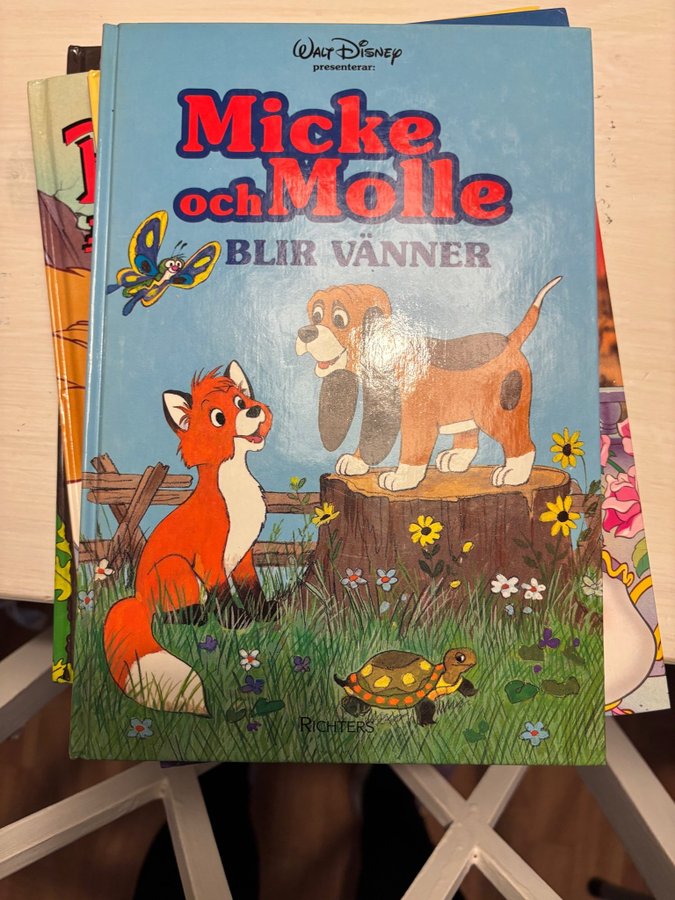 WALT DISNEY
presenterar:
Micke
och Molle
BLIR VÄNNER
RICHTERS